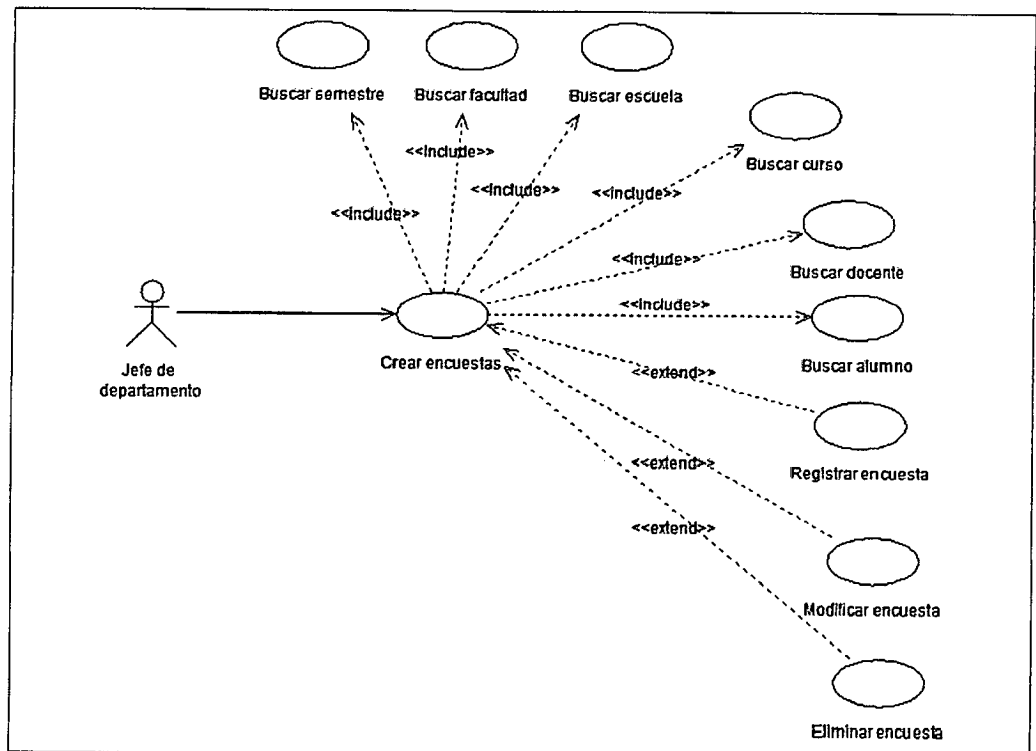 Buscar semestre
Buscar facultad
Buscar escuela
<<include>>
<<include>>
<<include>>
Buscar curso
<<include>>
<<include>>
Buscar docente
<<include>>
Jefe de
departamento
Crear encuestas
Buscar alumno
<<extend>>
Registrar encuesta
<<extend>>
<<extend>>
Modificar encuesta
Eliminar encuesta